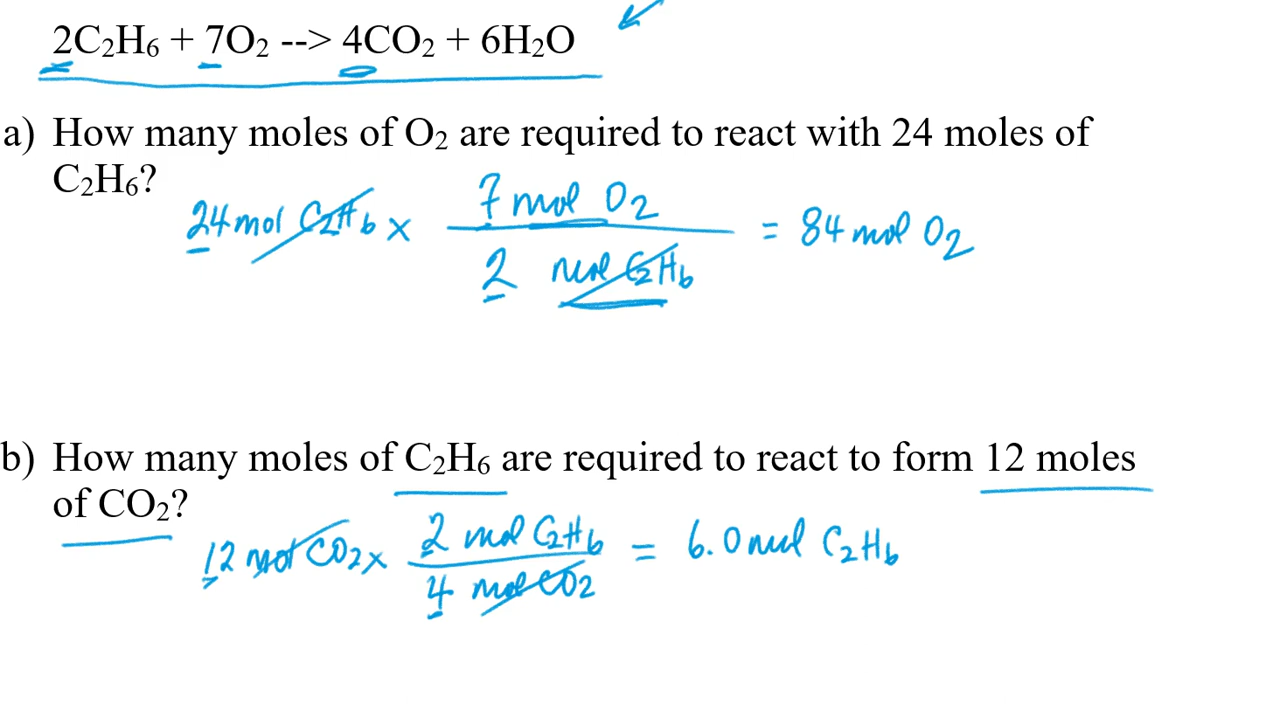 2C₂H₆ + 7O₂ --> 4CO₂ + 6H₂O
a) How many moles of O₂ are required to react with 24 moles of
C₂H₆?
24 mol C₂H₆ x 7 mol O₂ = 84 mol O₂
2 mol C₂H₆
b) How many moles of C₂H₆ are required to react to form 12 moles
of CO₂?
12 mol CO₂ x 2 mol C₂H₆ = 6.0 mol C₂H₆
4 mol CO₂